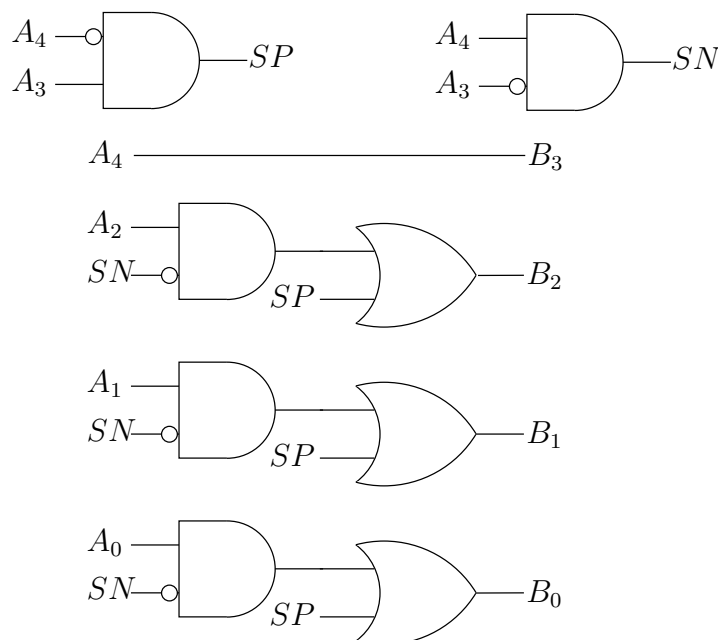 A₄ SP A₄ SN
A₃ A₃
A₄ B₃
A₂
SN SP B₂
A₁
SN SP B₁
A₀
SN SP B₀